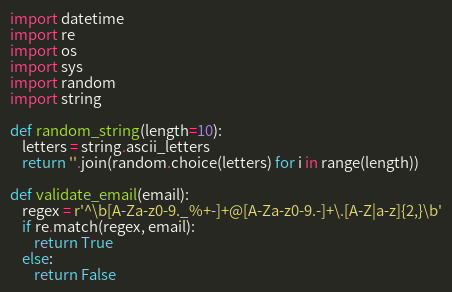 import datetime
import re
import os
import sys
import random
import string

def random_string(length=10):
    letters = string.ascii_letters
    return ''.join(random.choice(letters) for i in range(length))

def validate_email(email):
    regex = r'^\b[A-Za-z0-9._%+-]+@[A-Za-z0-9.-]+\.[A-Z|a-z]{2,}\b'
    if re.match(regex, email):
        return True
    else:
        return False